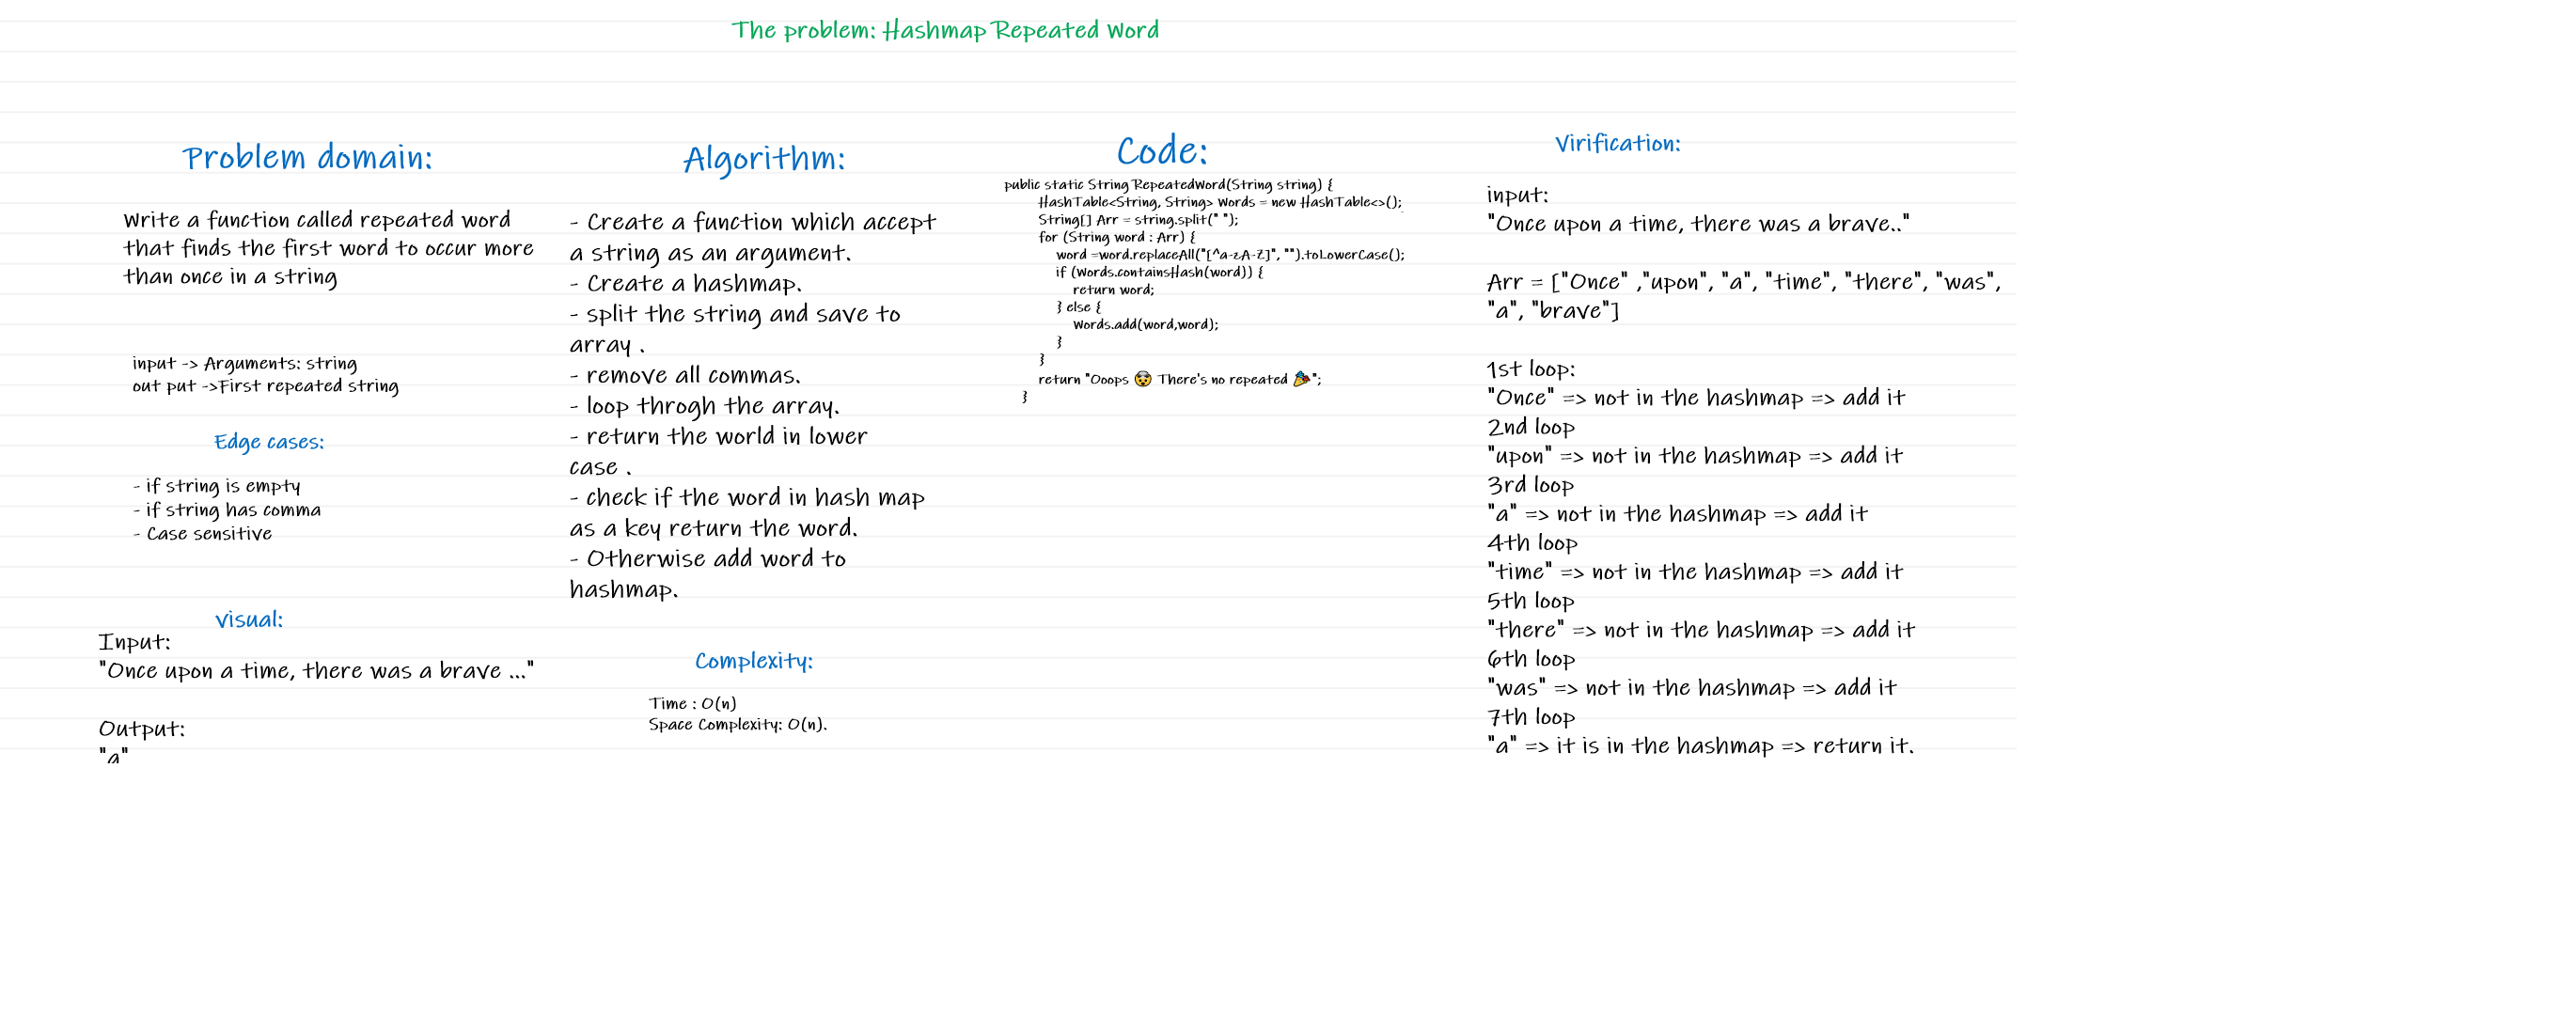 The problem: Hashmap Repeated Word
Problem domain:
Write a function called repeated word
that finds the first word to occur more
than once in a string
input -> Arguments: string
out put ->First repeated string
Edge cases:
- if string is empty
- if string has comma
- Case sensitive
visual:
Input:
"Once upon a time, there was a brave ..."
Output:
"a"
Algorithm:
- Create a function which accept
a string as an argument.
- Create a hashmap.
- split the string and save to
array .
- remove all commas.
- loop throgh the array.
- return the world in lower
case .
- check if the word in hash map
as a key return the word.
- Otherwise add word to
hashmap.
Complexity:
Time : O(n)
Space Complexity: O(n).
Code:
public static String RepeatedWord(String string) {
HashTable<String, String> Words = new HashTable<>();
String[] Arr = string.split(" ");
for (String word : Arr) {
word =word.replaceAll("[^a-zA-Z]", "").toLowerCase();
if (Words.containsHash(word)) {
return word;
} else {
Words.add(word,word);
}
}
return "Ooops 😵 There's no repeated 🎉";
}
Virification:
input:
"Once upon a time, there was a brave.."
Arr = ["Once" ,"upon", "a", "time", "there", "was",
"a", "brave"]
1st loop:
"Once" => not in the hashmap => add it
2nd loop
"upon" => not in the hashmap => add it
3rd loop
"a" => not in the hashmap => add it
4th loop
"time" => not in the hashmap => add it
5th loop
"there" => not in the hashmap => add it
6th loop
"was" => not in the hashmap => add it
7th loop
"a" => it is in the hashmap => return it.